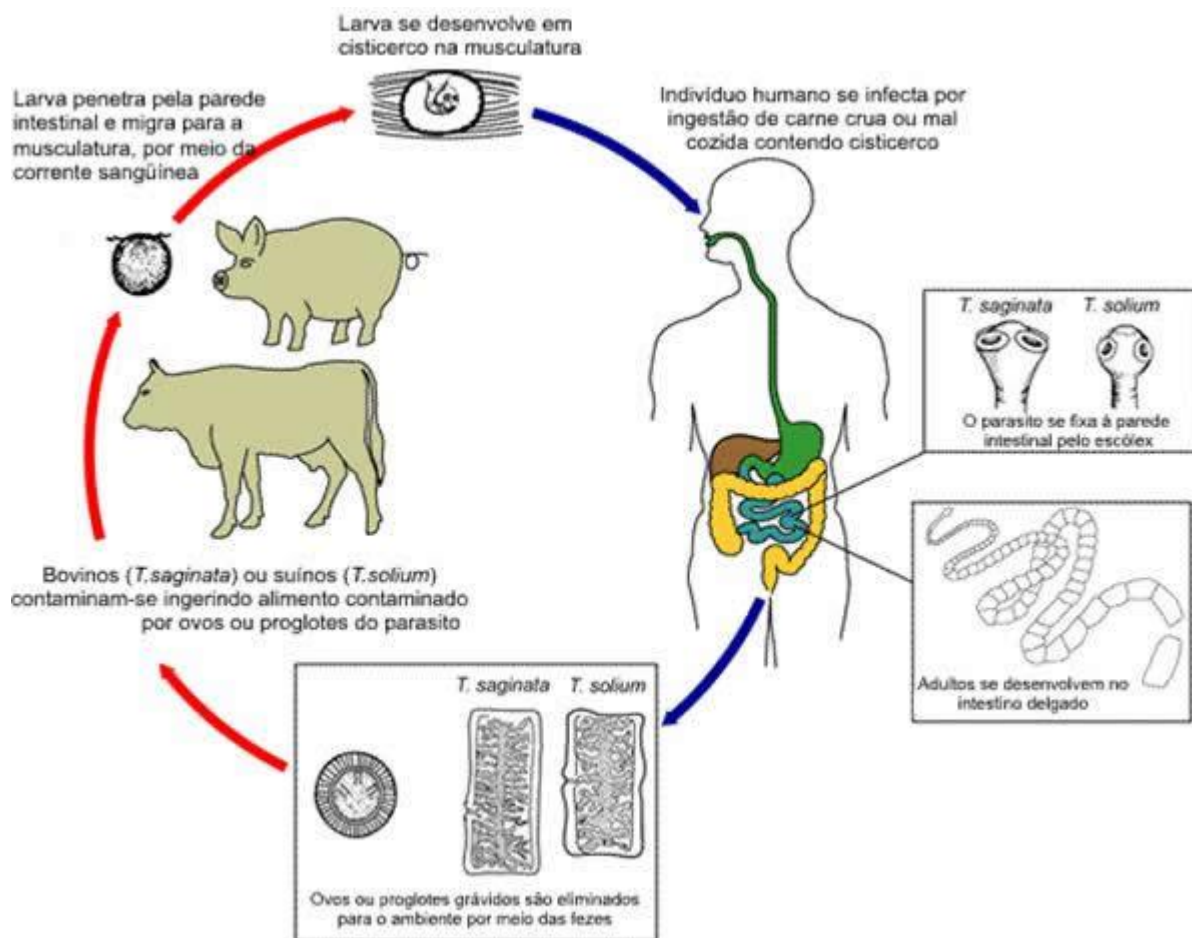 Larva se desenvolve em
cisticerco na musculatura
Larva penetra pela parede
intestinal e migra para a
musculatura, por meio da
corrente sangüínea
Indivíduo humano se infecta por
ingestão de carne crua ou mal
cozida contendo cisticerco
T. saginata T. solium
O parasito se fixa á parede
intestinal pelo escólex
Adultos se desenvolvem no
intestino delgado
Bovinos (T.saginata) ou suínos (T.solium)
contaminam-se ingerindo alimento contaminado
por ovos ou proglotes do parasito
T. saginata T. solium
Ovos ou proglotes grávidos são eliminados
para o ambiente por meio das fezes